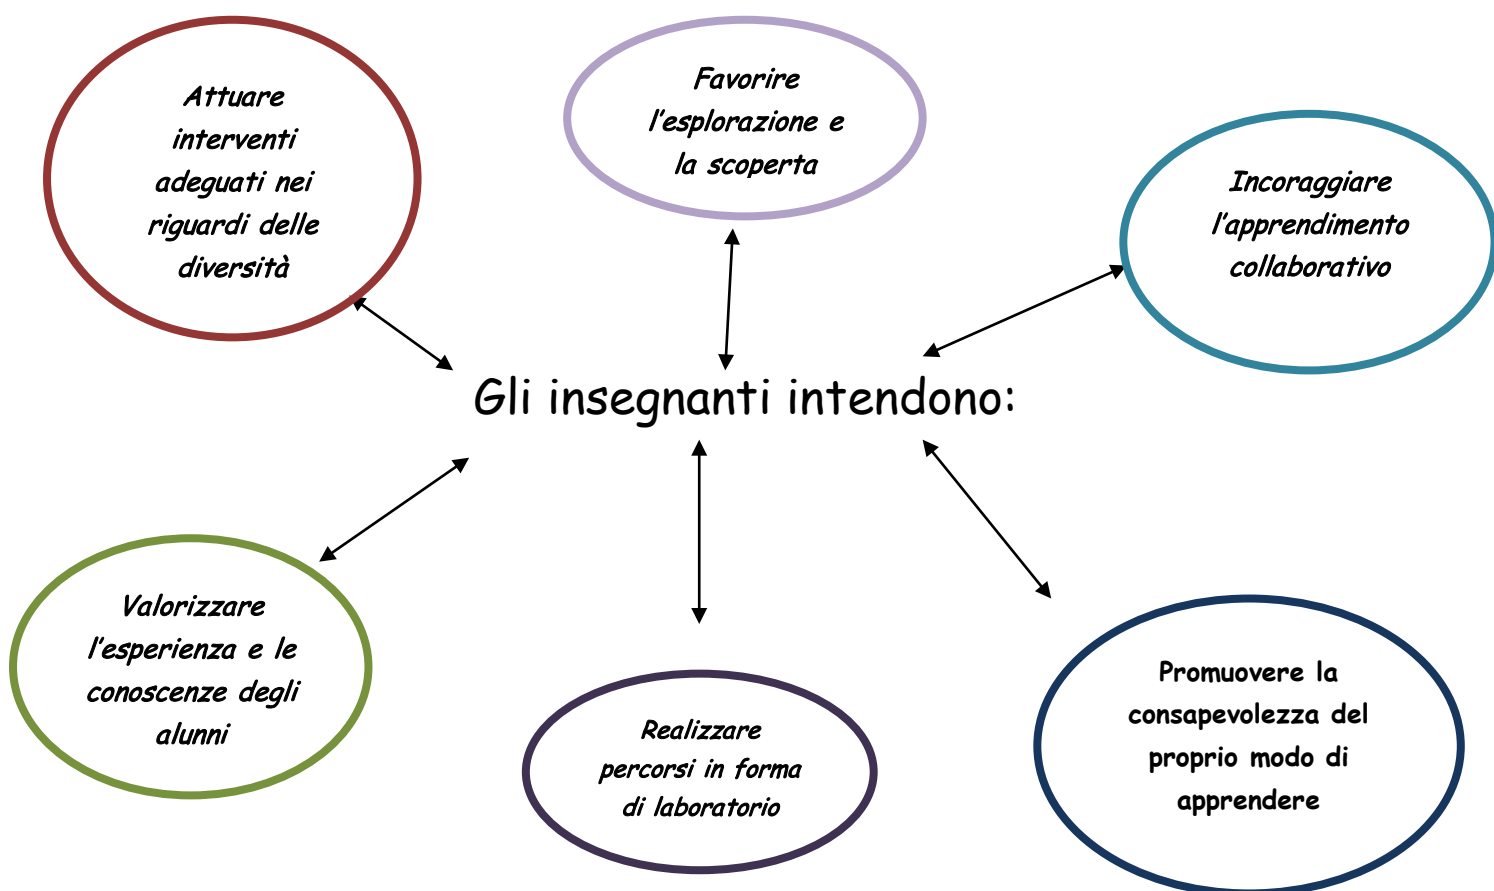 Attuare
interventi
adeguati nei
riguardi delle
diversità
Favorire
l'esplorazione e
la scoperta
Incoraggiare
l'apprendimento
collaborativo
Gli insegnanti intendono:
Valorizzare
l'esperienza e le
conoscenze degli
alunni
Realizzare
percorsi in forma
di laboratorio
Promuovere la
consapevolezza del
proprio modo di
apprendere